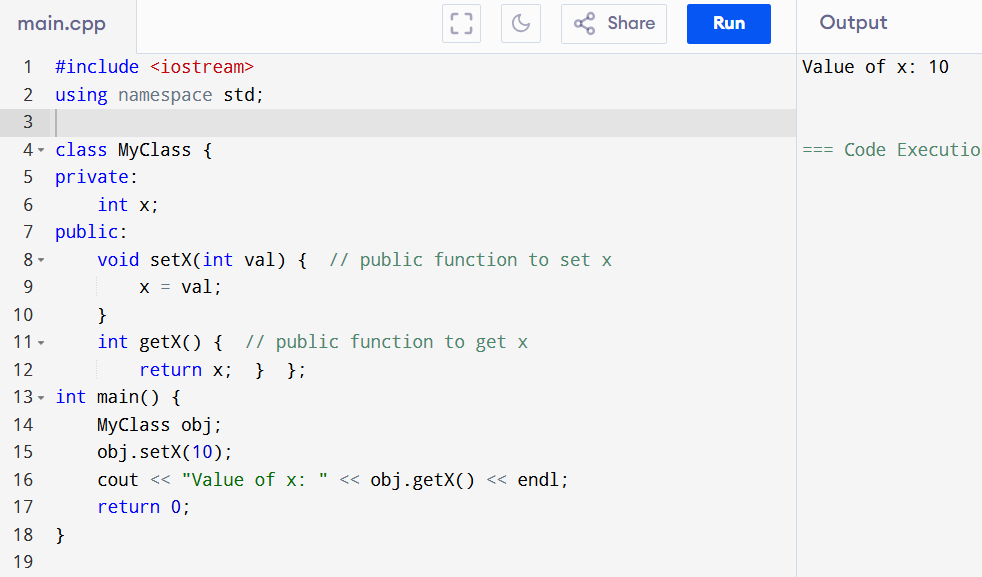 main.cpp
Share
Run
Output
1 #include <iostream>
2 using namespace std;
3
4 class MyClass {
5 private:
6     int x;
7 public:
8     void setX(int val) {  // public function to set x
9         x = val;
10     }
11     int getX() {  // public function to get x
12         return x;  }  };
13 int main() {
14     MyClass obj;
15     obj.setX(10);
16     cout << "Value of x: " << obj.getX() << endl;
17     return 0;
18 }
19
Value of x: 10
=== Code Executio